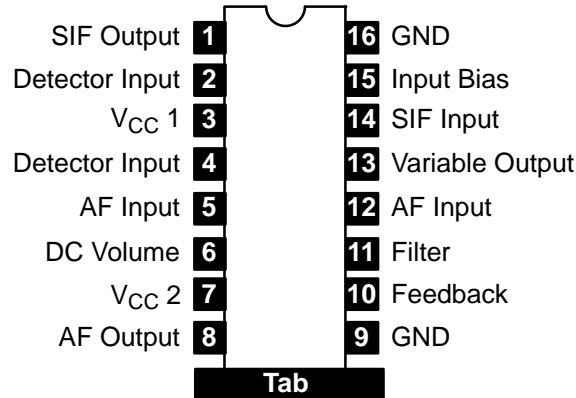 SIF Output 1 16 GND
Detector Input 2 15 Input Bias
VCC 1 3 14 SIF Input
Detector Input 4 13 Variable Output
AF Input 5 12 AF Input
DC Volume 6 11 Filter
VCC 2 7 10 Feedback
AF Output 8 9 GND
Tab